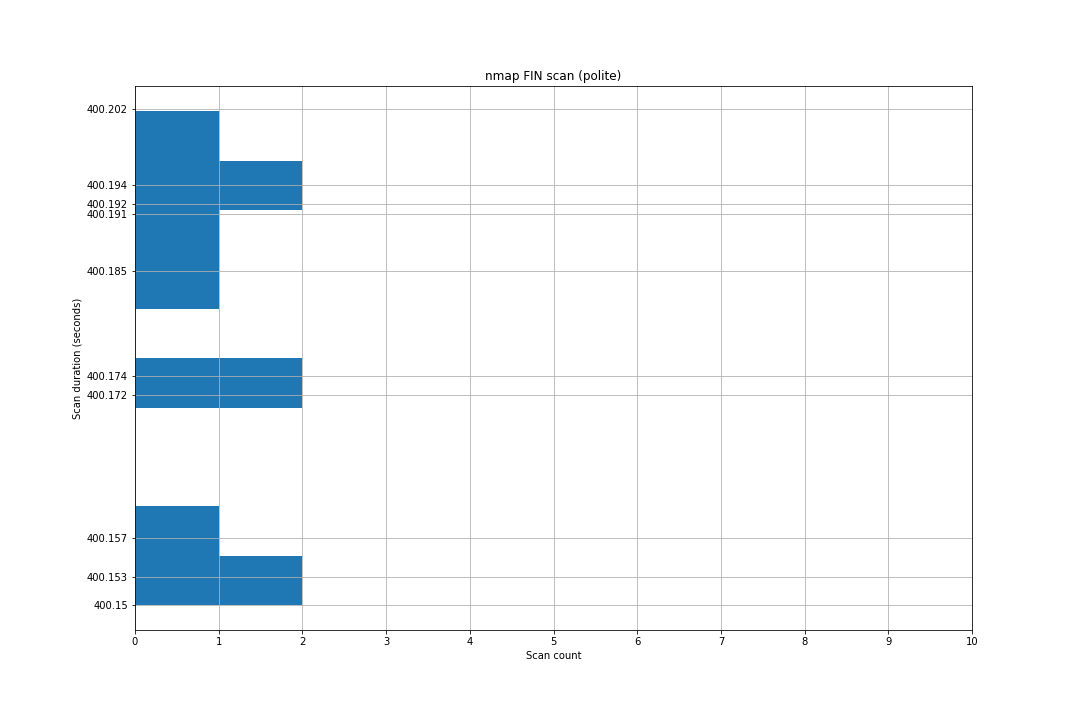 nmap FIN scan (polite)
400.202
400.194
400.192
400.191
400.185
400.174
400.172
400.157
400.153
400.15
Scan duration (seconds)
0 1 2 3 4 5 6 7 8 9 10
Scan count